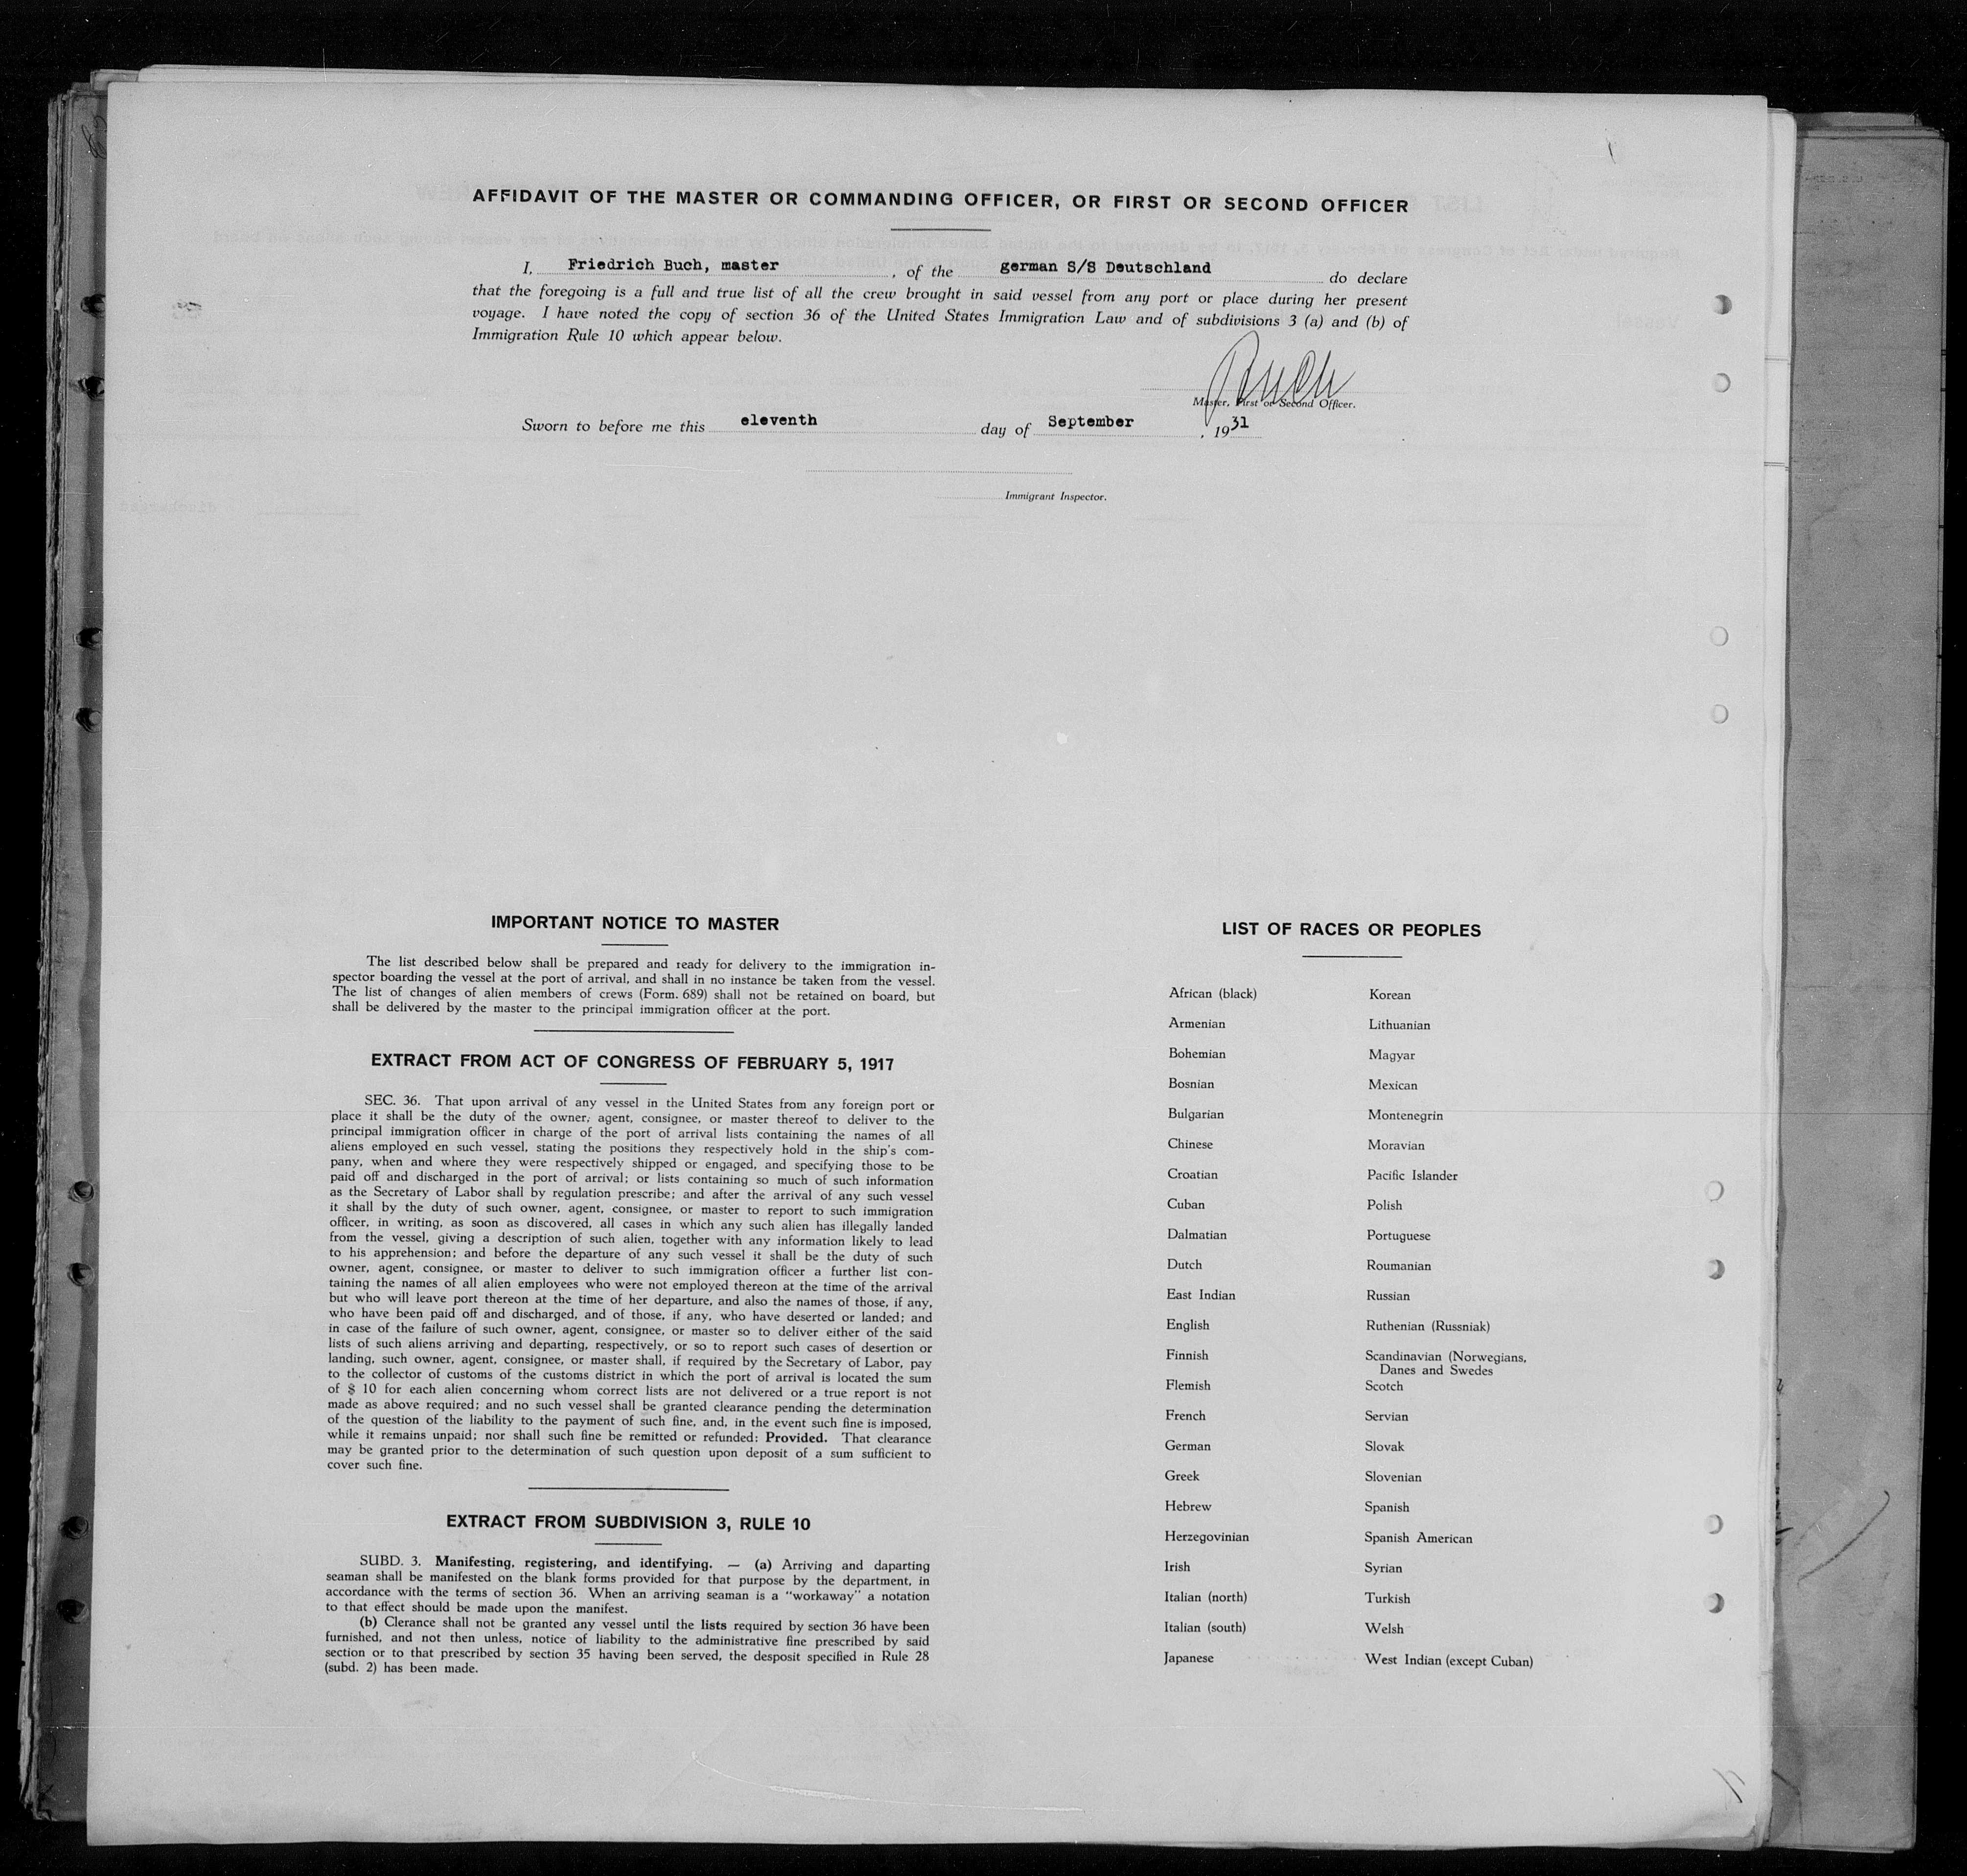 AFFIDAVIT OF THE MASTER OR COMMANDING OFFICER, OR FIRST OR SECOND OFFICER
I, Friedrich Buch, master , of the german S/S Deutschland do declare
that the foregoing is a full and true list of all the crew brought in said vessel from any port or place during her present
voyage. I have noted the copy of section 36 of the United States Immigration Law and of subdivisions 3 (a) and (b) of
Immigration Rule 10 which appear below.
Buch
Master, First or Second Officer.
Sworn to before me this eleventh day of September , 1931
Immigrant Inspector.
IMPORTANT NOTICE TO MASTER
The list described below shall be prepared and ready for delivery to the immigration in-
spector boarding the vessel at the port of arrival, and shall in no instance be taken from the vessel.
The list of changes of alien members of crews (Form. 689) shall not be retained on board, but
shall be delivered by the master to the principal immigration officer at the port.
EXTRACT FROM ACT OF CONGRESS OF FEBRUARY 5, 1917
SEC. 36. That upon arrival of any vessel in the United States from any foreign port or
place it shall be the duty of the owner, agent, consignee, or master thereof to deliver to the
principal immigration officer in charge of the port of arrival lists containing the names of all
aliens employed en such vessel, stating the positions they respectively hold in the ship's com-
pany, when and where they were respectively shipped or engaged, and specifying those to be
paid off and discharged in the port of arrival; or lists containing so much of such information
as the Secretary of Labor shall by regulation prescribe; and after the arrival of any such vessel
it shall by the duty of such owner, agent, consignee, or master to report to such immigration
officer, in writing, as soon as discovered, all cases in which any such alien has illegally landed
from the vessel, giving a description of such alien, together with any information likely to lead
to his apprehension; and before the departure of any such vessel it shall be the duty of such
owner, agent, consignee, or master to deliver to such immigration officer a further list con-
taining the names of all alien employees who were not employed thereon at the time of the arrival
but who will leave port thereon at the time of her departure, and also the names of those, if any,
who have been paid off and discharged, and of those, if any, who have deserted or landed; and
in case of the failure of such owner, agent, consignee, or master so to deliver either of the said
lists of such aliens arriving and departing, respectively, or so to report such cases of desertion or
landing, such owner, agent, consignee, or master shall, if required by the Secretary of Labor, pay
to the collector of customs of the customs district in which the port of arrival is located the sum
of $ 10 for each alien concerning whom correct lists are not delivered or a true report is not
made as above required; and no such vessel shall be granted clearance pending the determination
of the question of the liability to the payment of such fine, and, in the event such fine is imposed,
while it remains unpaid; nor shall such fine be remitted or refunded: Provided. That clearance
may be granted prior to the determination of such question upon deposit of a sum sufficient to
cover such fine.
EXTRACT FROM SUBDIVISION 3, RULE 10
SUBD. 3. Manifesting, registering, and identifying. — (a) Arriving and daparting
seaman shall be manifested on the blank forms provided for that purpose by the department, in
accordance with the terms of section 36. When an arriving seaman is a "workaway" a notation
to that effect should be made upon the manifest.
(b) Clerance shall not be granted any vessel until the lists required by section 36 have been
furnished, and not then unless, notice of liability to the administrative fine prescribed by said
section or to that prescribed by section 35 having been served, the desposit specified in Rule 28
(subd. 2) has been made.
LIST OF RACES OR PEOPLES
African (black)
Armenian
Bohemian
Bosnian
Bulgarian
Chinese
Croatian
Cuban
Dalmatian
Dutch
East Indian
English
Finnish
Flemish
French
German
Greek
Hebrew
Herzegovinian
Irish
Italian (north)
Italian (south)
Japanese
Korean
Lithuanian
Magyar
Mexican
Montenegrin
Moravian
Pacific Islander
Polish
Portuguese
Roumanian
Russian
Ruthenian (Russniak)
Scandinavian (Norwegians,
Danes and Swedes
Scotch
Servian
Slovak
Slovenian
Spanish
Spanish American
Syrian
Turkish
Welsh
West Indian (except Cuban)